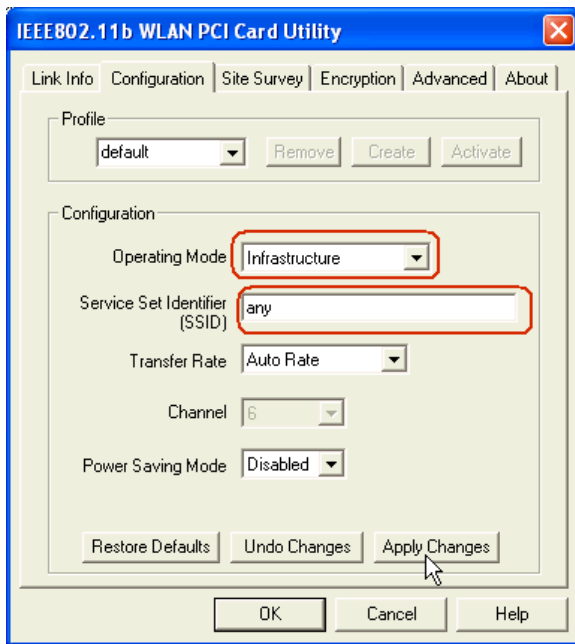 IEEE802.11b WLAN PCI Card Utility
Link Info Configuration Site Survey Encryption Advanced About
Profile
default Remove Create Activate
Configuration
Operating Mode Infrastructure
Service Set Identifier
(SSID) any
Transfer Rate Auto Rate
Channel 6
Power Saving Mode Disabled
Restore Defaults Undo Changes Apply Changes
OK Cancel Help